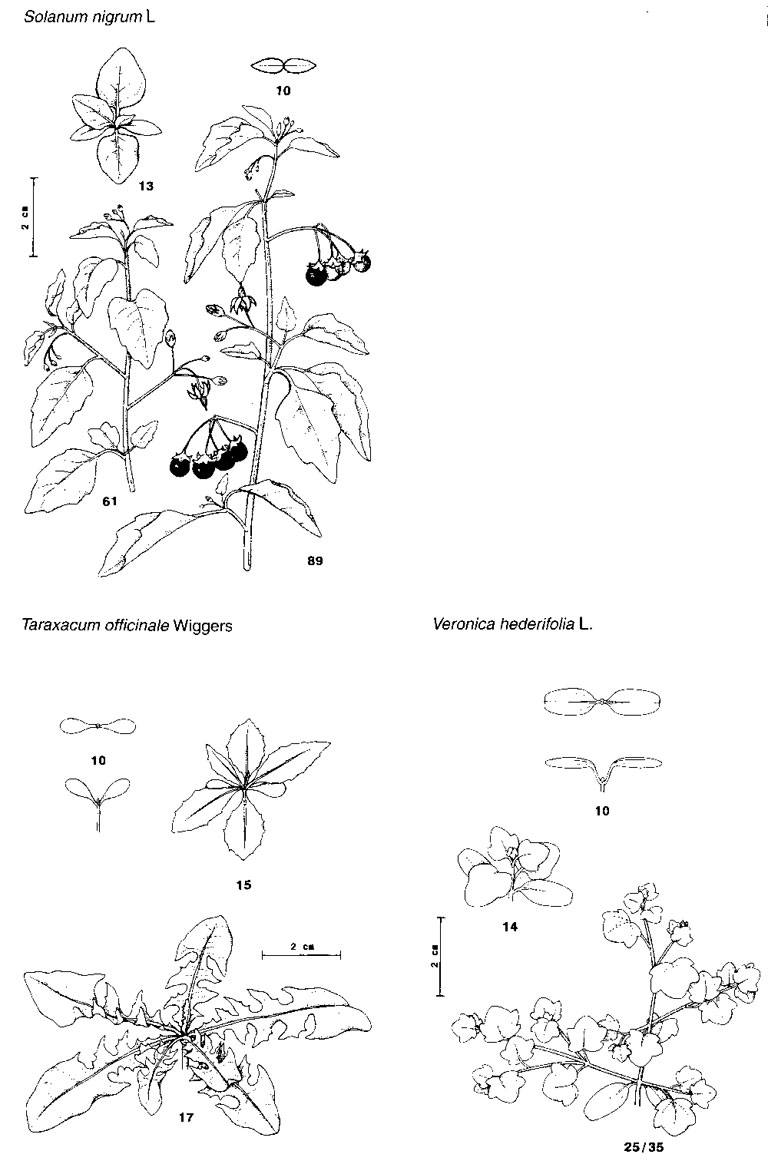 Solanum nigrum L
10
13
2 cm
61
89
Taraxacum officinale Wiggers
10
15
2 cm
17
Veronica hederifolia L.
10
14
2 cm
25/35